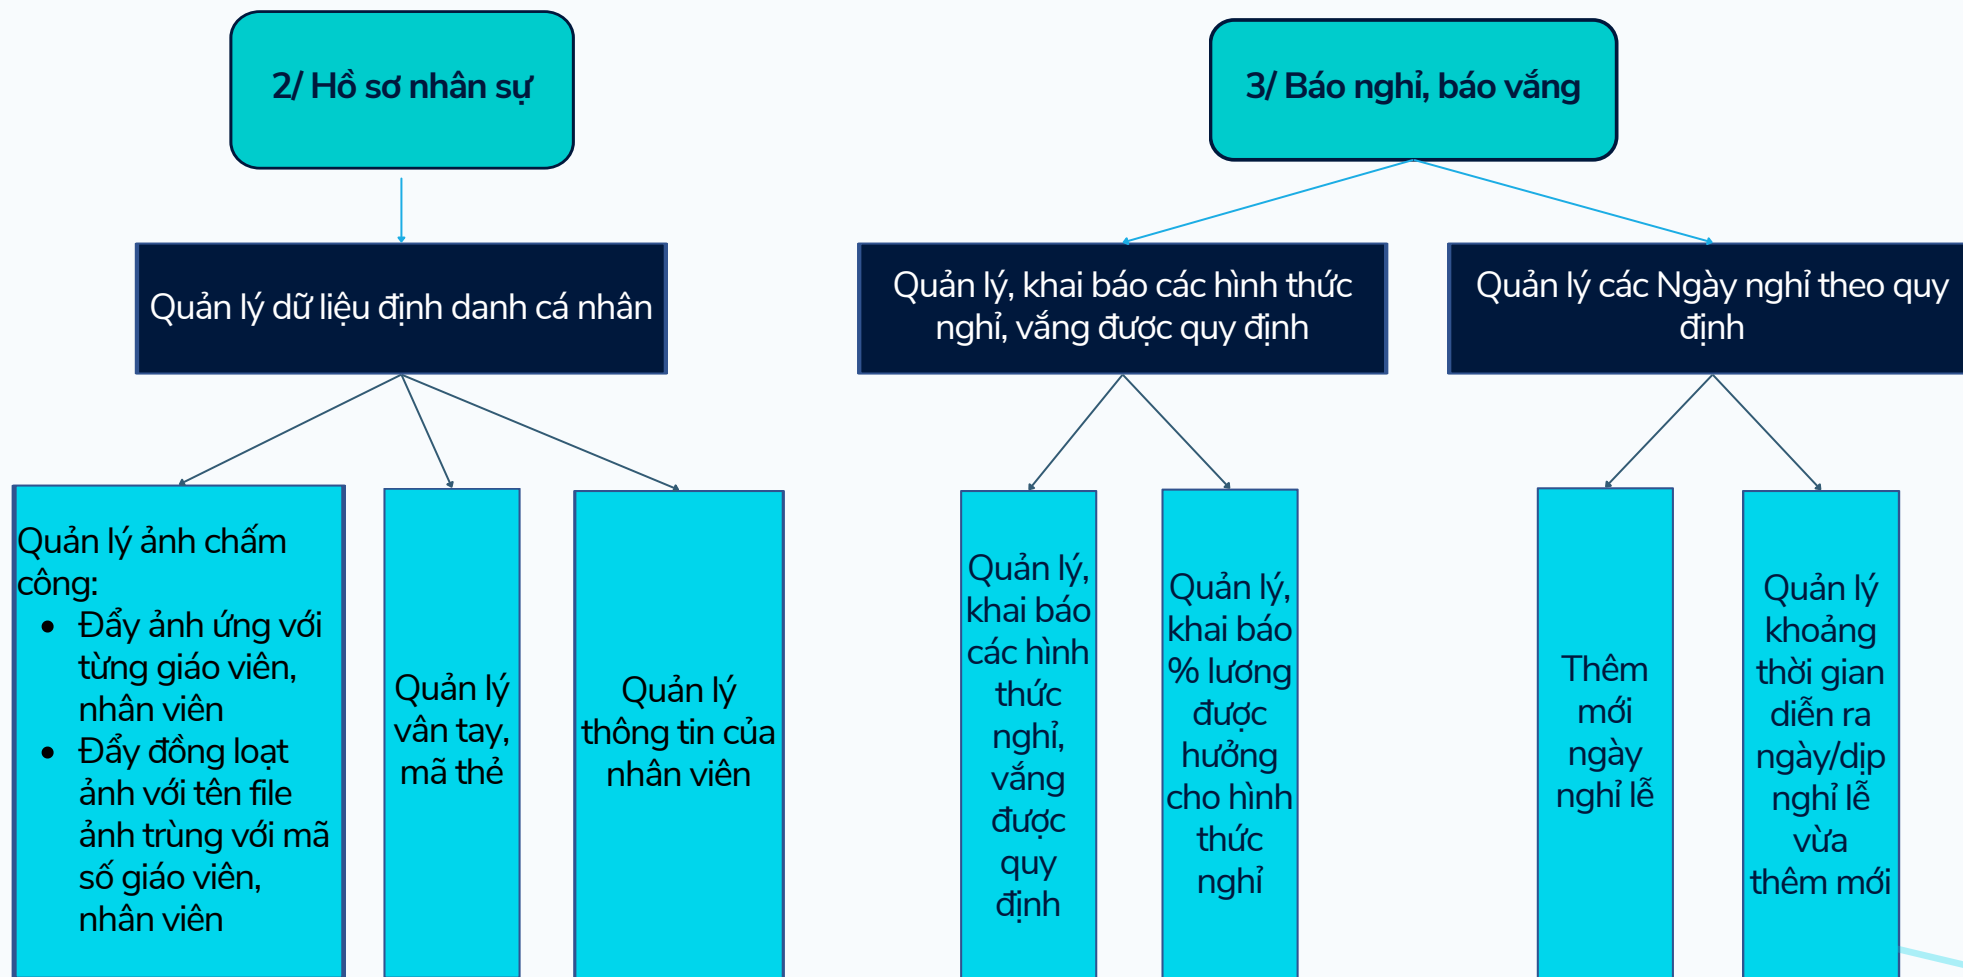 2/ Hồ sơ nhân sự
3/ Báo nghỉ, báo vắng
Quản lý dữ liệu định danh cá nhân
Quản lý, khai báo các hình thức
nghỉ, vắng được quy định
Quản lý các Ngày nghỉ theo quy
định
Quản lý ảnh chấm
công:
• Đẩy ảnh ứng với
từng giáo viên,
nhân viên
• Đẩy đồng loạt
ảnh với tên file
ảnh trùng với mã
số giáo viên,
nhân viên
Quản lý
vân tay,
mã thẻ
Quản lý
thông tin của
nhân viên
Quản lý,
khai báo
các hình
thức
nghỉ,
vắng
được
quy
định
Quản lý,
khai báo
% lương
được
hưởng
cho hình
thức
nghỉ
Thêm
mới
ngày
nghỉ lễ
Quản lý
khoảng
thời gian
diễn ra
ngày/dịp
nghỉ lễ
vừa
thêm mới